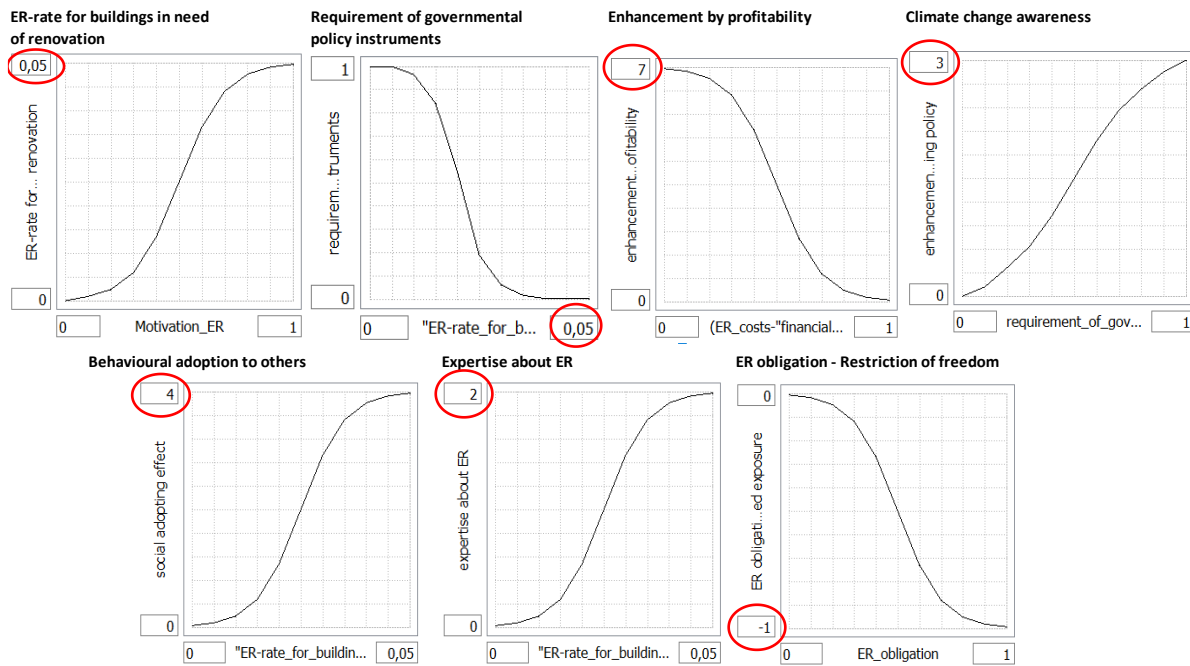 ER-rate for buildings in need
of renovation
0,05
ER-rate for... renovation
0
0
Motivation_ER
1
Requirement of governmental
policy instruments
1
requirem... truments
0
0
"ER-rate_for_b...
0,05
Enhancement by profitability
7
enhancement...ofitability
0
0
(ER_costs-"financial...
1
Climate change awareness
3
enhancemen...ing policy
0
0
requirement_of_gov...
1
Behavioural adoption to others
4
social adopting effect
0
0
"ER-rate_for_buildin...
0,05
Expertise about ER
2
expertise about ER
0
0
"ER-rate_for_buildin...
0,05
ER obligation - Restriction of freedom
0
ER obligati...ed exposure
-1
0
ER_obligation
1